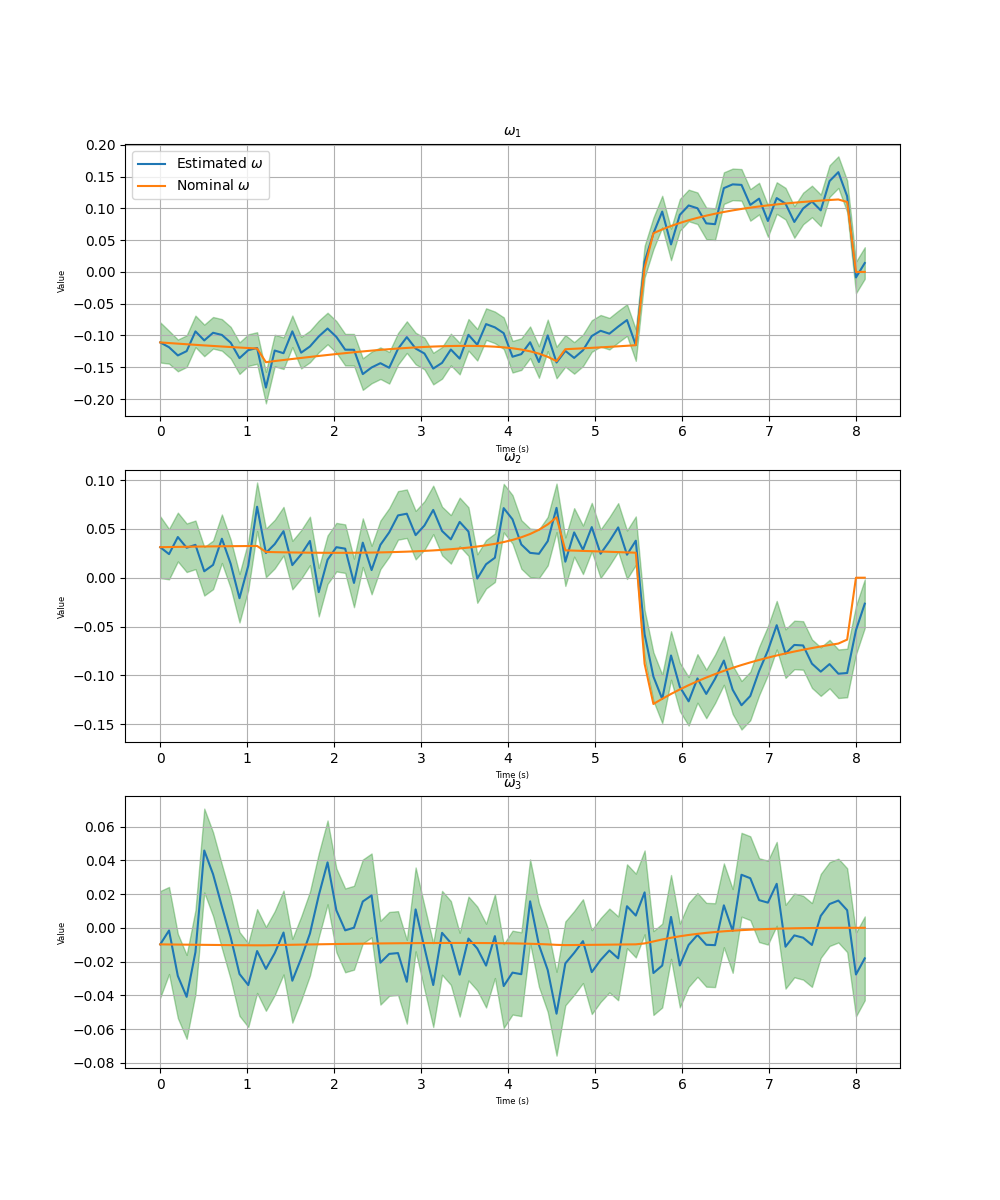 ω₁
0.20
0.15
0.10
0.05
0.00
−0.05
−0.10
−0.15
−0.20
Value
Estimated ω
Nominal ω
0 1 2 3 4 5 6 7 8
Time (s)
ω₂
0.10
0.05
0.00
−0.05
−0.10
−0.15
Value
0 1 2 3 4 5 6 7 8
Time (s)
ω₃
0.06
0.04
0.02
0.00
−0.02
−0.04
−0.06
−0.08
Value
0 1 2 3 4 5 6 7 8
Time (s)